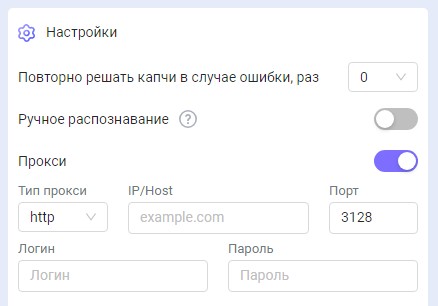 Настройки
Повторно решать капчи в случае ошибки, раз 0
Ручное распознавание ?
Прокси
Тип прокси IP/Host Порт
http example.com 3128
Логин Пароль
Логин Пароль